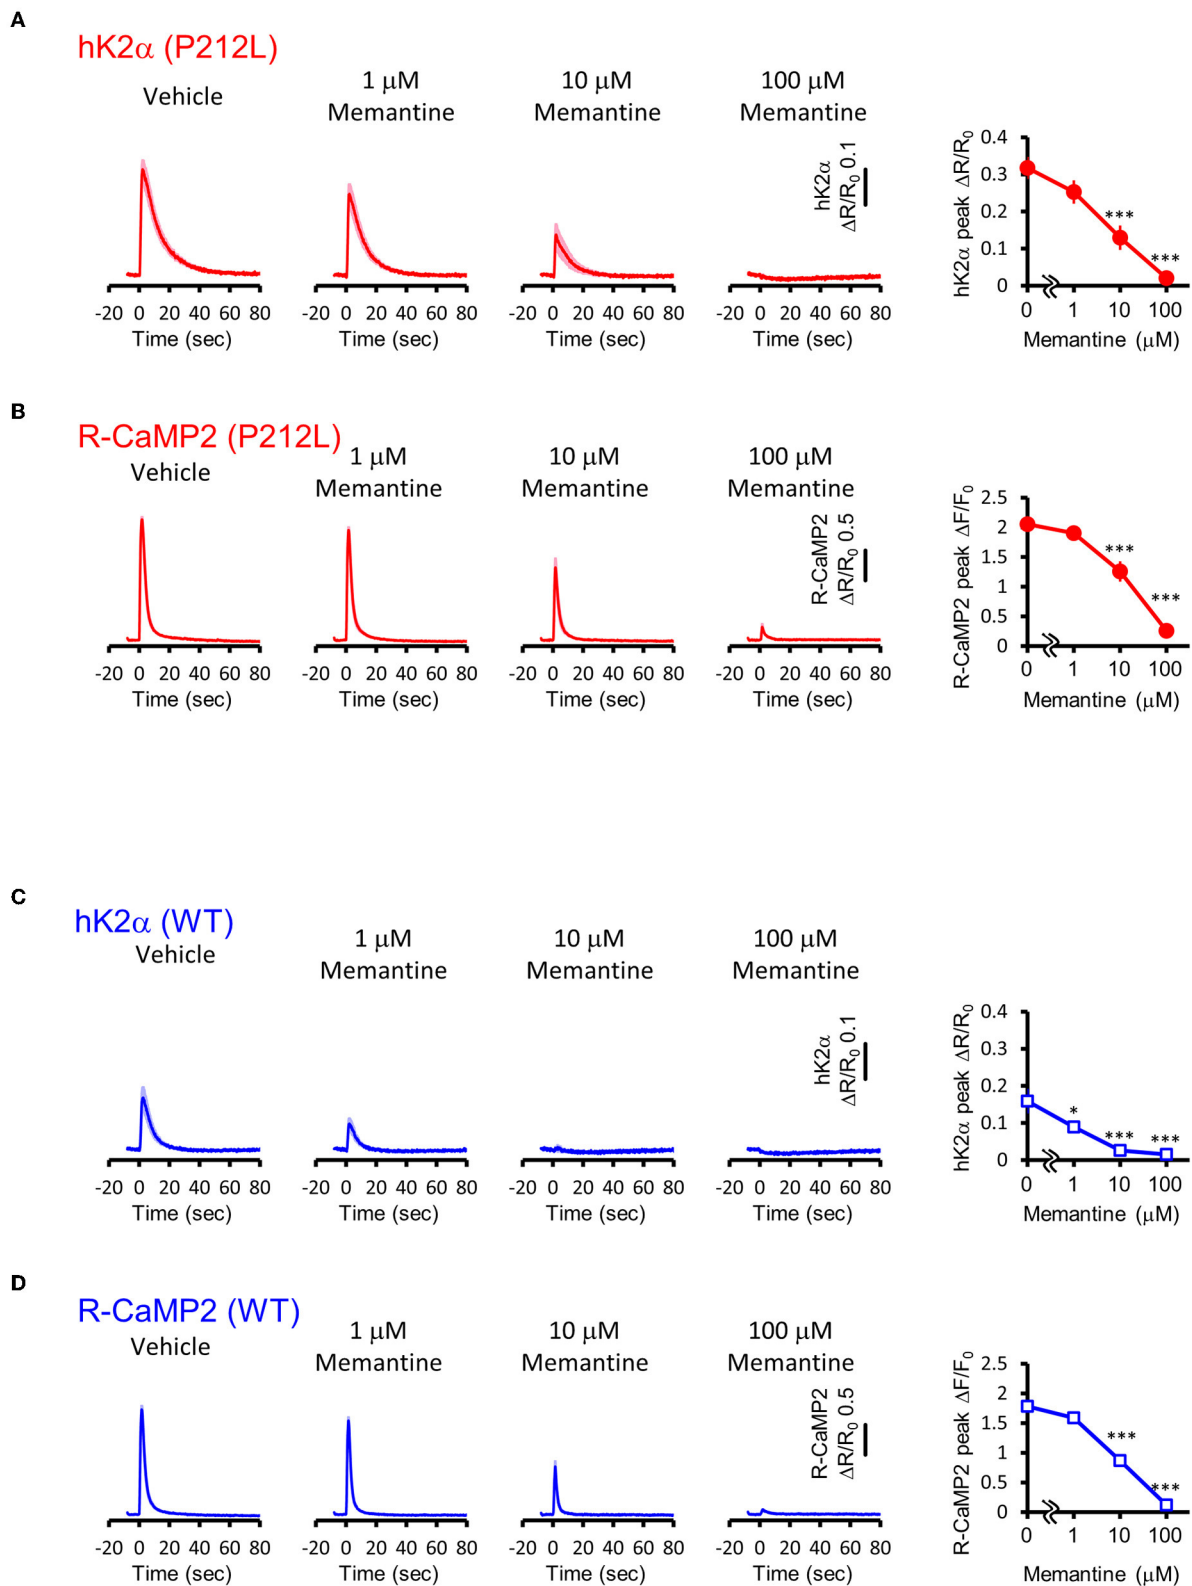 A
hK2α (P212L)
Vehicle
1 μM
Memantine
10 μM
Memantine
100 μM
Memantine
hK2α
ΔR/R0 0.1
-20 0 20 40 60 80
Time (sec)
-20 0 20 40 60 80
Time (sec)
-20 0 20 40 60 80
Time (sec)
-20 0 20 40 60 80
Time (sec)
hK2α peak ΔR/R0
0.4
0.3
0.2
0.1
0
***
***
0 1 10 100
Memantine (μM)
B
R-CaMP2 (P212L)
Vehicle
1 μM
Memantine
10 μM
Memantine
100 μM
Memantine
R-CaMP2
ΔR/R0 0.5
-20 0 20 40 60 80
Time (sec)
-20 0 20 40 60 80
Time (sec)
-20 0 20 40 60 80
Time (sec)
-20 0 20 40 60 80
Time (sec)
R-CaMP2 peak ΔF/F0
2.5
2
1.5
1
0.5
0
***
***
0 1 10 100
Memantine (μM)
C
hK2α (WT)
Vehicle
1 μM
Memantine
10 μM
Memantine
100 μM
Memantine
hK2α
ΔR/R0 0.1
-20 0 20 40 60 80
Time (sec)
-20 0 20 40 60 80
Time (sec)
-20 0 20 40 60 80
Time (sec)
-20 0 20 40 60 80
Time (sec)
hK2α peak ΔR/R0
0.4
0.3
0.2
0.1
0
*
***
***
0 1 10 100
Memantine (μM)
D
R-CaMP2 (WT)
Vehicle
1 μM
Memantine
10 μM
Memantine
100 μM
Memantine
R-CaMP2
ΔR/R0 0.5
-20 0 20 40 60 80
Time (sec)
-20 0 20 40 60 80
Time (sec)
-20 0 20 40 60 80
Time (sec)
-20 0 20 40 60 80
Time (sec)
R-CaMP2 peak ΔF/F0
2.5
2
1.5
1
0.5
0
***
***
0 1 10 100
Memantine (μM)